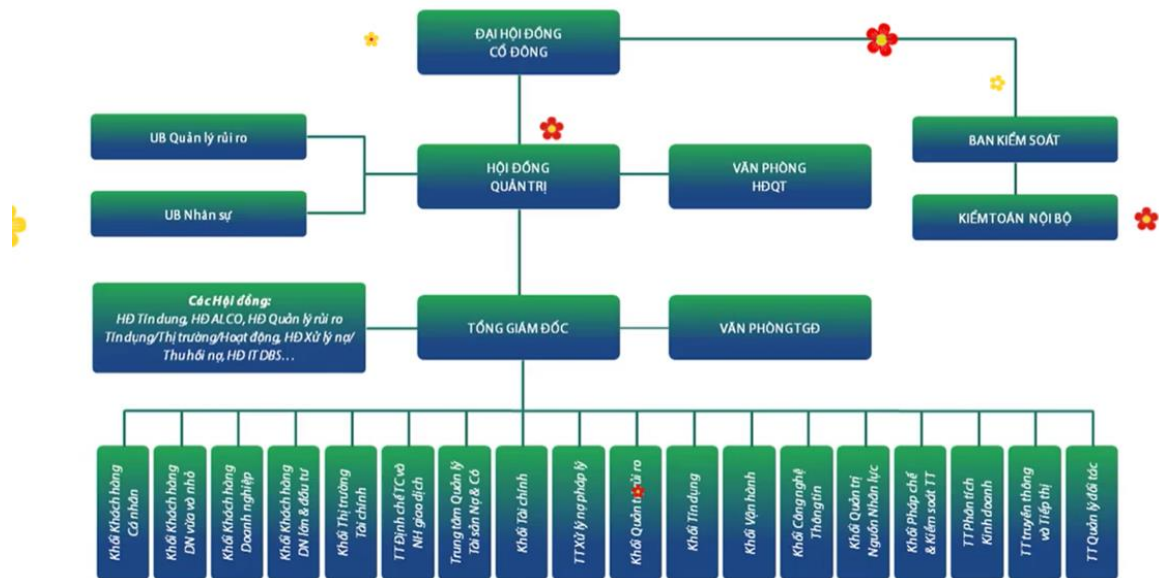 ĐẠI HỘI ĐỒNG
CỔ ĐÔNG
UB Quản lý rủi ro
HỘI ĐỒNG
QUẢN TRỊ
VĂN PHÒNG
HĐQT
BAN KIỂM SOÁT
UB Nhân sự
KIỂM TOÁN NỘI BỘ
Các Hội đồng:
HĐ Tín dung, HĐ ALCO, HĐ Quản lý rủi ro
Tín dụng/Thị trường/Hoạt động, HĐ Xử lý nợ/
Thu hồi nợ, HĐ IT DBS...
TỔNG GIÁM ĐỐC
VĂN PHÒNG TGĐ
Khối Khách hàng
Cá nhân
Khối Khách hàng
DN vừa và nhỏ
Khối Khách hàng
Doanh nghiệp
Khối Khách hàng
DN lớn & đầu tư
Khối Thị trường
Tài chính
TT Định chế TC và
NH giao dịch
Trung tâm Quản lý
Tài sản Nợ & Có
Khối Tài chính
TT Xử lý nợ pháp lý
Khối Quản trị rủi ro
Khối Tín dụng
Khối Vận hành
Khối Công nghệ
Thông tin
Khối Quản trị
Nguồn Nhân lực
Khối Pháp chế
& Kiểm soát TT
TT Phân tích
Kinh doanh
TT truyền thông
và Tiếp thị
TT Quản lý đối tác